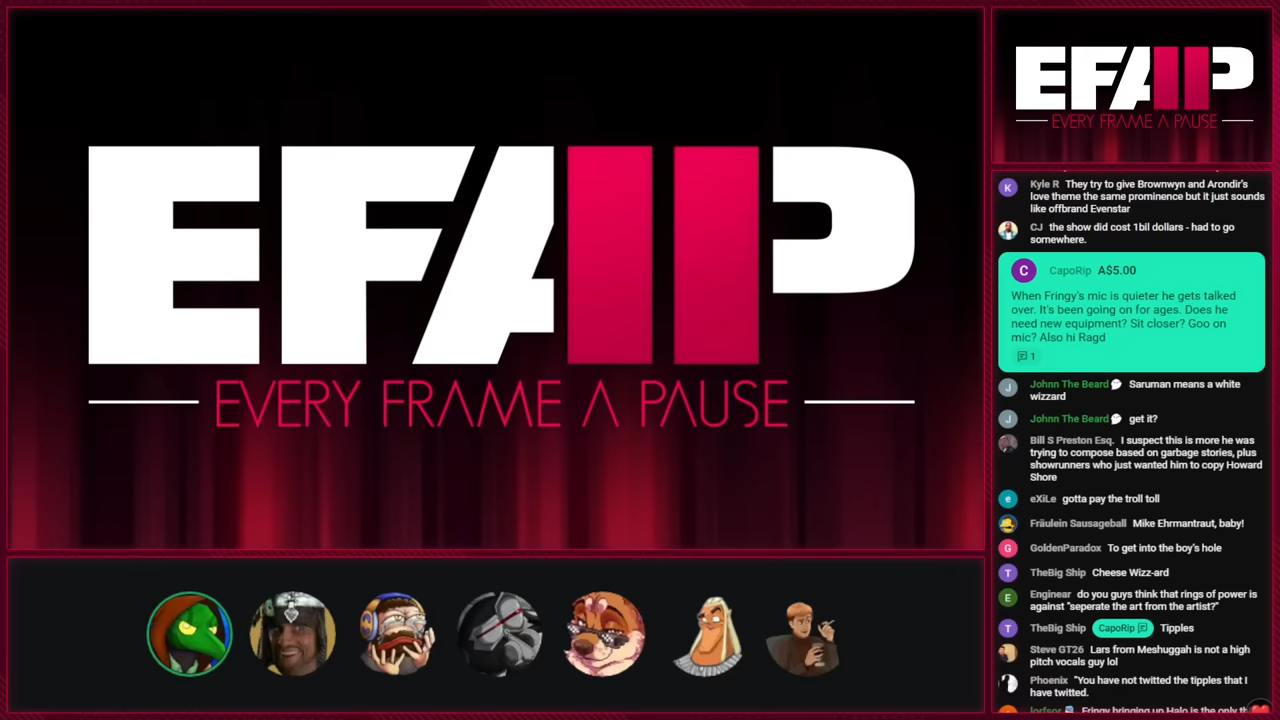 EFAP
EVERY FRAME A PAUSE
EFAP
EVERY FRAME A PAUSE
K
Kyle R They try to give Brownwyn and Arondir's
love theme the same prominence but it just sounds
like offbrand Evenstar
CJ the show did cost 1bil dollars - had to go
somewhere.
C
CapoRip A$5.00
When Fringy's mic is quieter he gets talked
over. It's been going on for ages. Does he
need new equipment? Sit closer? Goo on
mic? Also hi Ragd
1
J
Johnn The Beard Saruman means a white
wizzard
J
Johnn The Beard get it?
Bill S Preston Esq. I suspect this is more he was
trying to compose based on garbage stories, plus
showrunners who just wanted him to copy Howard
Shore
e
eXiLe gotta pay the troll toll
Fräulein Sausageball Mike Ehrmantraut, baby!
G
GoldenParadox To get into the boy's hole
T
TheBig Ship Cheese Wizz-ard
E
Enginear do you guys think that rings of power is
against "seperate the art from the artist?"
T
TheBig Ship CapoRip Tipples
Steve GT26 Lars from Meshuggah is not a high
pitch vocals guy lol
Phoenix "You have not twitted the tipples that I
have twitted.
Fringy bringing up Halo is the only